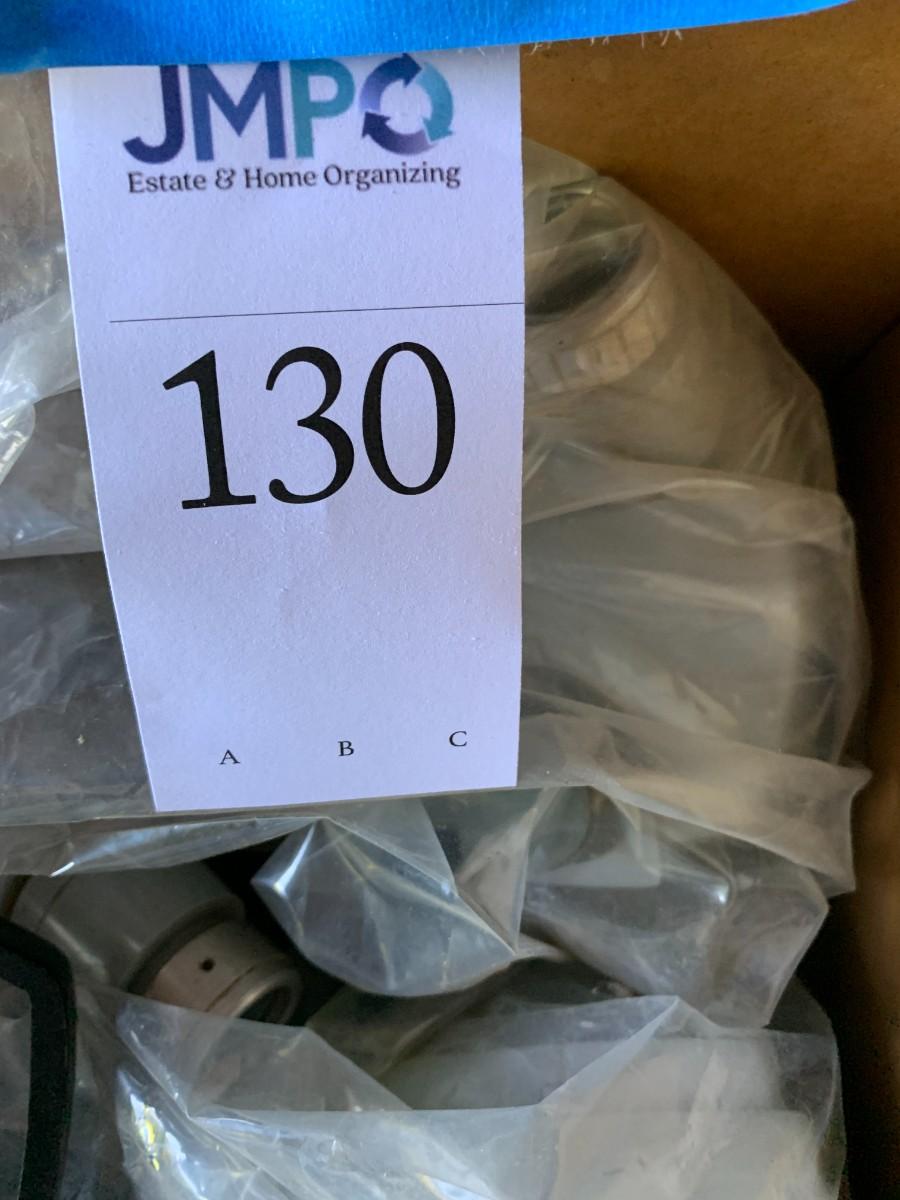 JMPO
Estate & Home Organizing
130
A B C